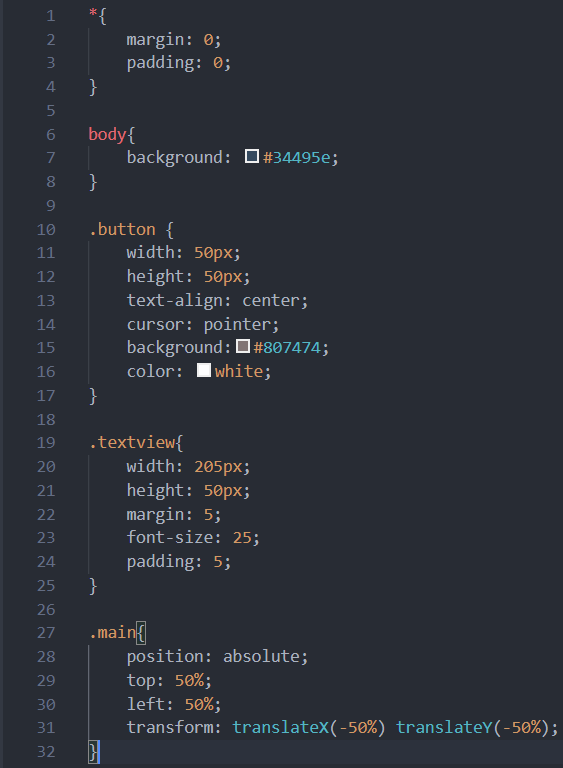 1 *{
2     margin: 0;
3     padding: 0;
4 }
5
6 body{
7     background: #34495e;
8 }
9
10 .button {
11     width: 50px;
12     height: 50px;
13     text-align: center;
14     cursor: pointer;
15     background: #807474;
16     color: white;
17 }
18
19 .textview{
20     width: 205px;
21     height: 50px;
22     margin: 5;
23     font-size: 25;
24     padding: 5;
25 }
26
27 .main{
28     position: absolute;
29     top: 50%;
30     left: 50%;
31     transform: translateX(-50%) translateY(-50%);
32 }